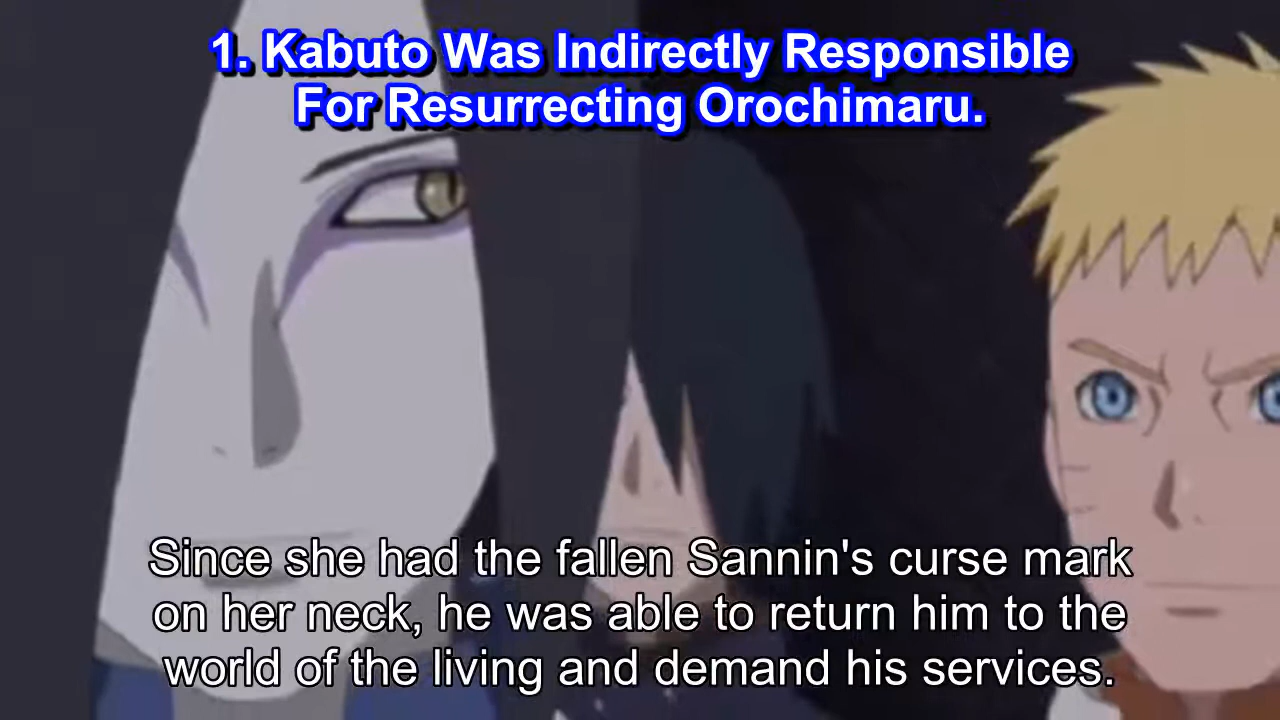 1. Kabuto Was Indirectly Responsible
For Resurrecting Orochimaru.
Since she had the fallen Sannin's curse mark
on her neck, he was able to return him to the
world of the living and demand his services.